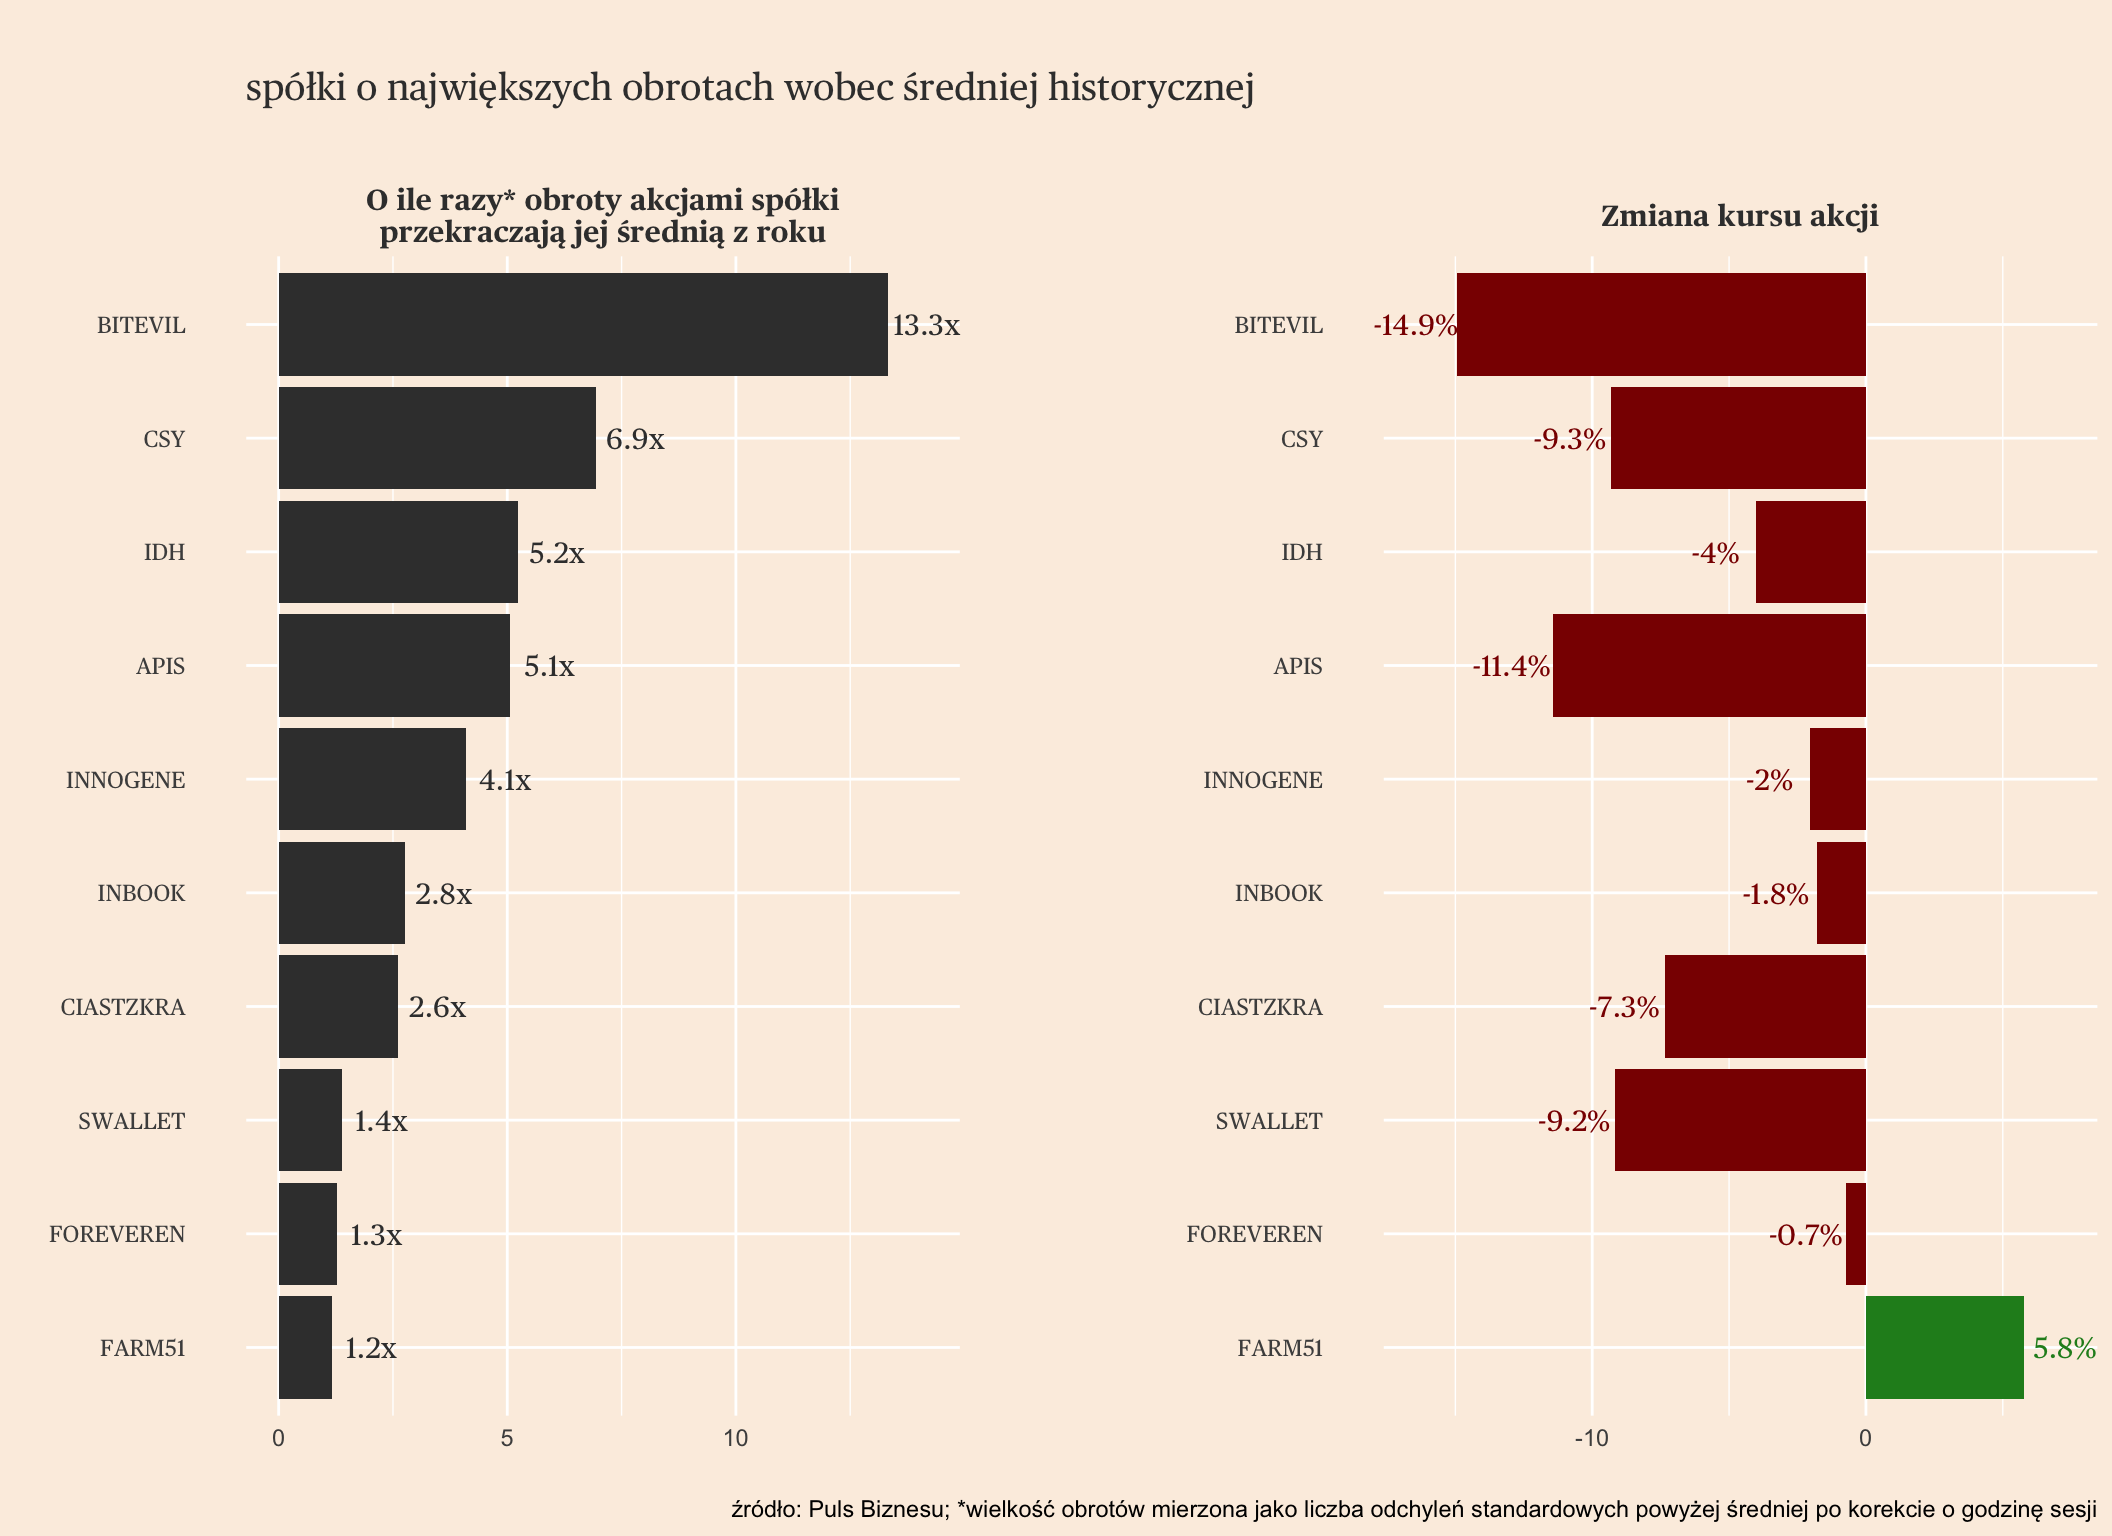 spółki o największych obrotach wobec średniej historycznej
O ile razy* obroty akcjami spółki
przekraczają jej średnią z roku
BITEVIL 13.3x
CSY 6.9x
IDH 5.2x
APIS 5.1x
INNOGENE 4.1x
INBOOK 2.8x
CIASTZKRA 2.6x
SWALLET 1.4x
FOREVEREN 1.3x
FARM51 1.2x
0 5 10
Zmiana kursu akcji
BITEVIL -14.9%
CSY -9.3%
IDH -4%
APIS -11.4%
INNOGENE -2%
INBOOK -1.8%
CIASTZKRA -7.3%
SWALLET -9.2%
FOREVEREN -0.7%
FARM51 5.8%
-10 0
źródło: Puls Biznesu; *wielkość obrotów mierzona jako liczba odchyleń standardowych powyżej średniej po korekcie o godzinę sesji